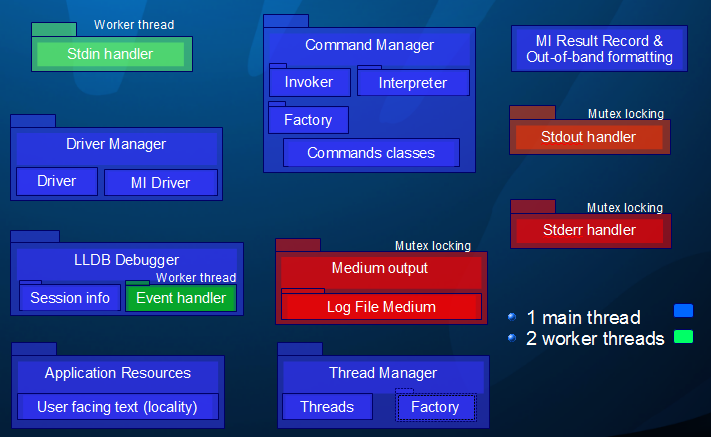 Worker thread
Stdin handler
Command Manager
Invoker
Interpreter
Factory
Commands classes
MI Result Record &
Out-of-band formatting
Mutex locking
Stdout handler
Driver Manager
Driver
MI Driver
Mutex locking
Stderr handler
LLDB Debugger
Worker thread
Session info
Event handler
Mutex locking
Medium output
Log File Medium
1 main thread
2 worker threads
Application Resources
User facing text (locality)
Thread Manager
Threads
Factory